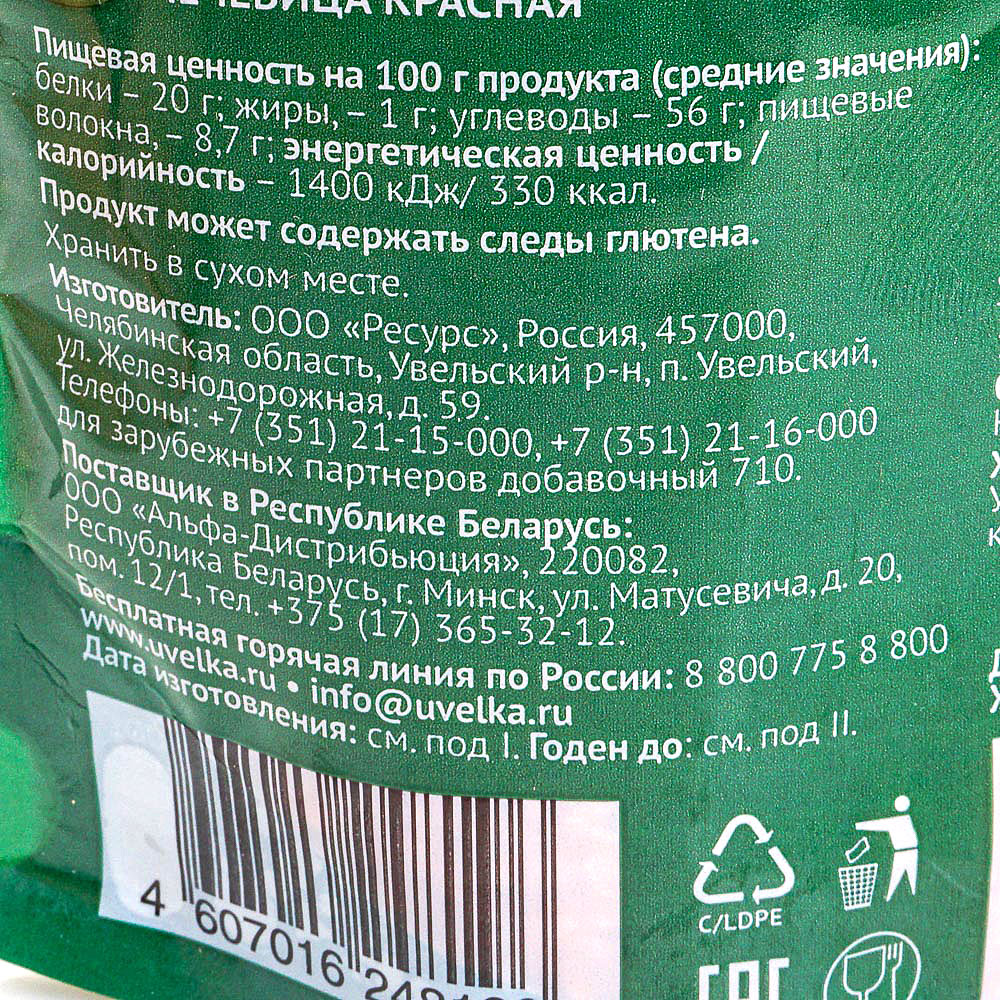 КРАСНАЯ
Пищевая ценность на 100 г продукта (средние значения):
белки – 20 г; жиры, – 1 г; углеводы – 56 г; пищевые
волокна, – 8,7 г; энергетическая ценность /
калорийность – 1400 кДж/ 330 ккал.
Продукт может содержать следы глютена.
Хранить в сухом месте.
Изготовитель: ООО «Ресурс», Россия, 457000,
Челябинская область, Увельский р-н, п. Увельский,
ул. Железнодорожная, д. 59.
Телефоны: +7 (351) 21-15-000, +7 (351) 21-16-000
для зарубежных партнеров добавочный 710.
Поставщик в Республике Беларусь:
ООО «Альфа-Дистрибьюция», 220082,
Республика Беларусь, г. Минск, ул. Матусевича, д. 20,
пом. 12/1, тел. +375 (17) 365-32-12.
Бесплатная горячая линия по России: 8 800 775 8 800
www.uvelka.ru • info@uvelka.ru
Дата изготовления: см. под I. Годен до: см. под II.
4 607016
C/LDPE
EAC